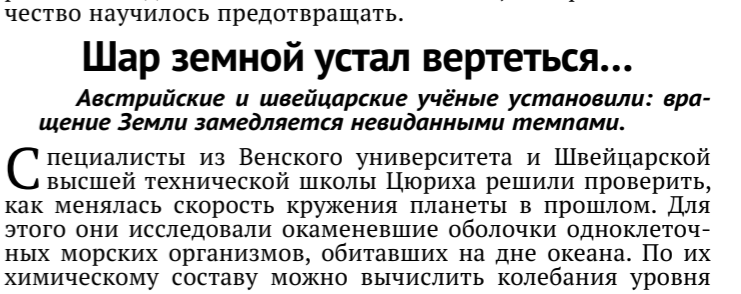 чество научилось предотвращать.
Шар земной устал вертеться...
Австрийские и швейцарские учёные установили: вра-
щение Земли замедляется невиданными темпами.
Специалисты из Венского университета и Швейцарской
высшей технической школы Цюриха решили проверить,
как менялась скорость кружения планеты в прошлом. Для
этого они исследовали окаменевшие оболочки одноклеточ-
ных морских организмов, обитавших на дне океана. По их
химическому составу можно вычислить колебания уровня